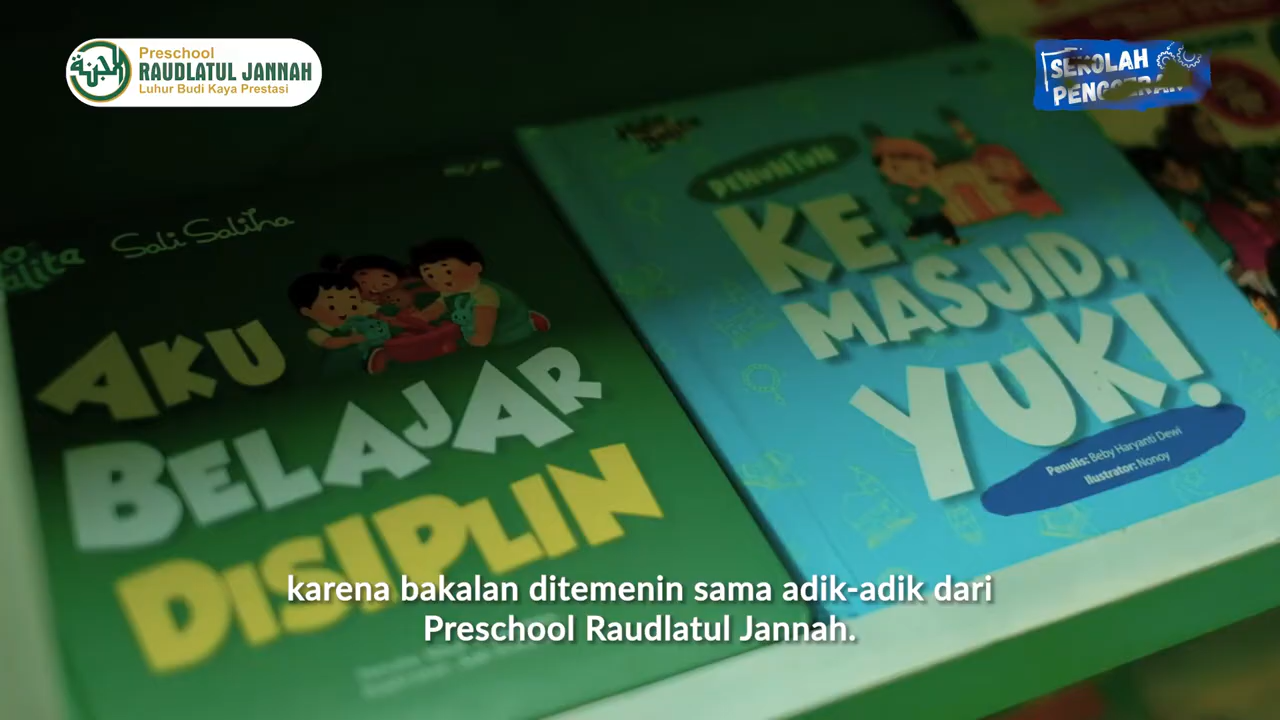 Preschool
RAUDLATUL JANNAH
Luhur Budi Kaya Prestasi
SEKOLAH
Sali Saliha
AKU
BELAJAR
DISIPLIN
PENUNTUN
KE
MASJID,
YUK!
Penulis: Beby Haryanti Dewi
Ilustrator: Nonoy
karena bakalan ditemenin sama adik-adik dari
Preschool Raudlatul Jannah.